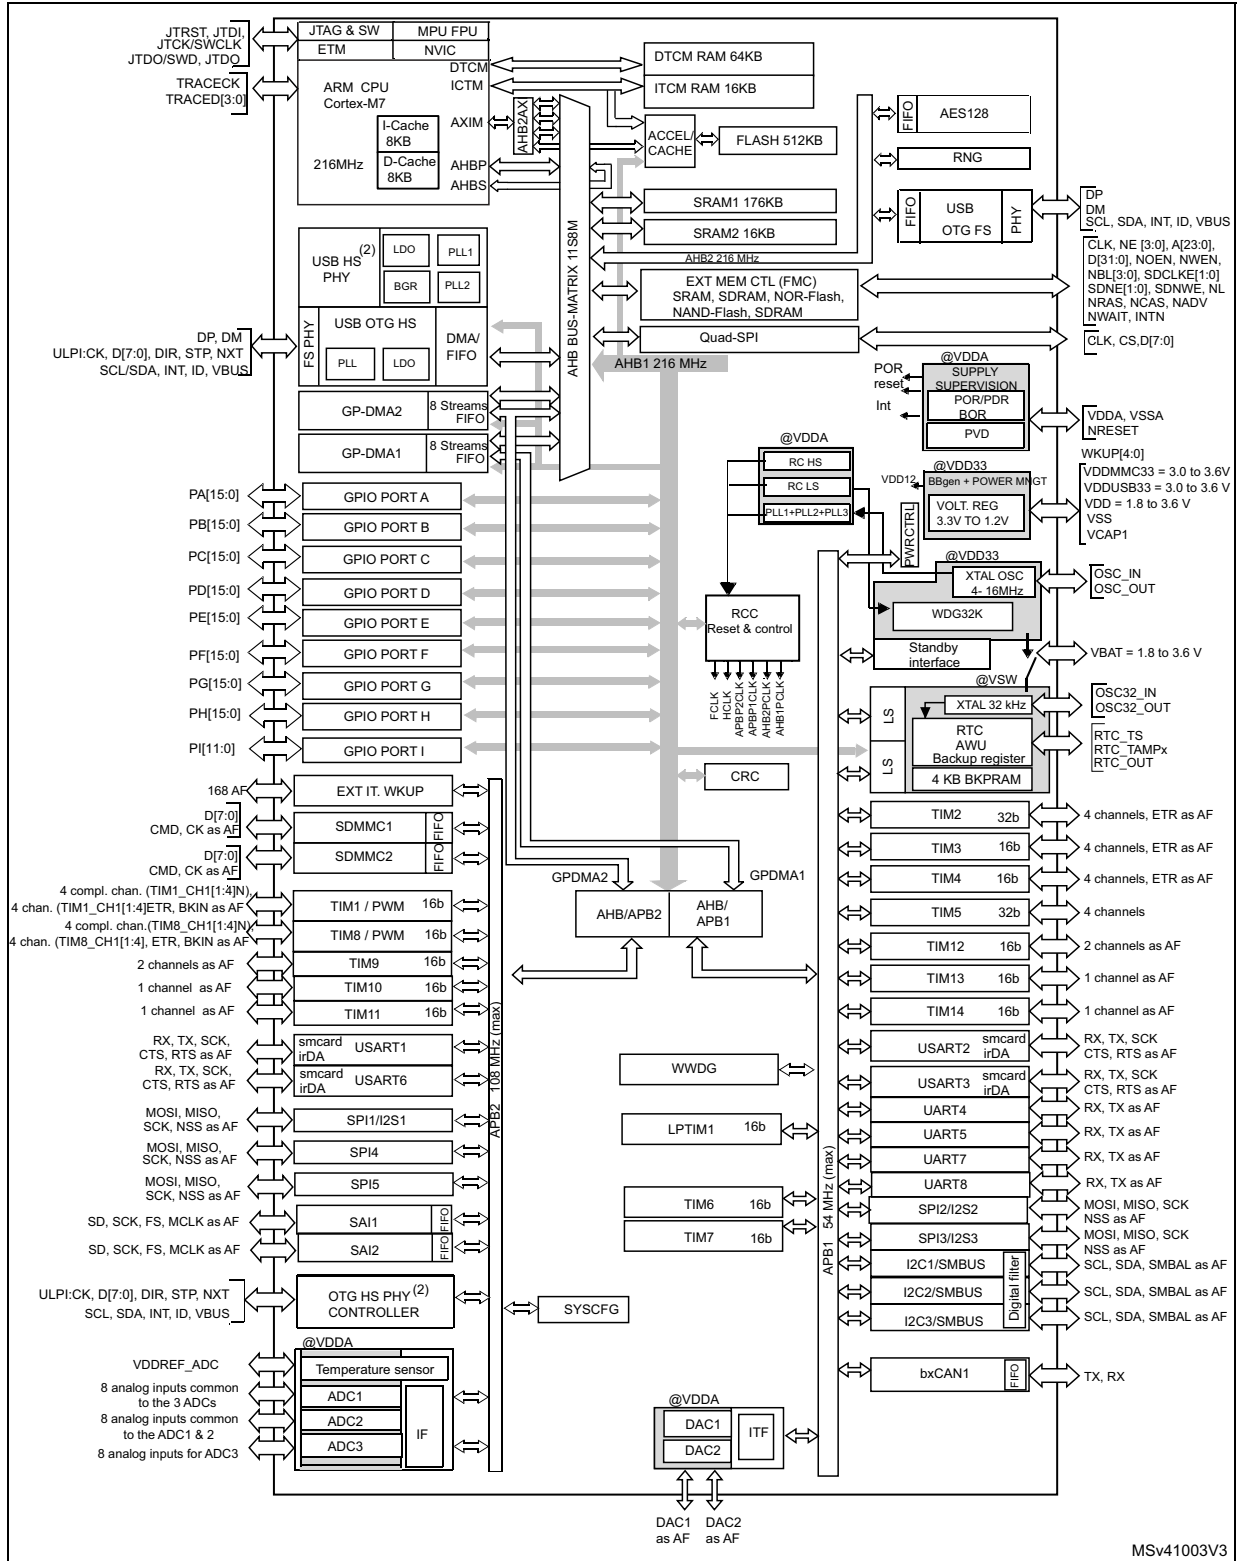 JTRST, JTDI,
JTCK/SWCLK
JTDO/SWD, JTDO
TRACECK
TRACED[3:0]
JTAG & SW
MPU FPU
ETM
NVIC
DTCM
ICTM
ARM CPU
Cortex-M7
AXIM
I-Cache
8KB
216MHz
D-Cache
8KB
AHBP
AHBS
AHB2AX
DTCM RAM 64KB
ITCM RAM 16KB
ACCEL/
CACHE
FLASH 512KB
SRAM1 176KB
SRAM2 16KB
AHB2 216 MHz
EXT MEM CTL (FMC)
SRAM, SDRAM, NOR-Flash,
NAND-Flash, SDRAM
Quad-SPI
AHB BUS-MATRIX 11S8M
AHB1 216 MHz
FIFO
AES128
RNG
FIFO
USB
OTG FS
PHY
DP
DM
SCL, SDA, INT, ID, VBUS
CLK, NE [3:0], A[23:0],
D[31:0], NOEN, NWEN,
NBL[3:0], SDCLKE[1:0]
SDNE[1:0], SDNWE, NL
NRAS, NCAS, NADV
NWAIT, INTN
CLK, CS,D[7:0]
USB HS (2)
PHY
LDO
PLL1
BGR
PLL2
DP, DM
ULPI:CK, D[7:0], DIR, STP, NXT
SCL/SDA, INT, ID, VBUS
FS PHY
USB OTG HS
PLL
LDO
DMA/
FIFO
GP-DMA2
8 Streams
FIFO
GP-DMA1
8 Streams
FIFO
PA[15:0]
GPIO PORT A
PB[15:0]
GPIO PORT B
PC[15:0]
GPIO PORT C
PD[15:0]
GPIO PORT D
PE[15:0]
GPIO PORT E
PF[15:0]
GPIO PORT F
PG[15:0]
GPIO PORT G
PH[15:0]
GPIO PORT H
PI[11:0]
GPIO PORT I
@VDDA
POR
reset
Int
SUPPLY
SUPERVISION
POR/PDR
BOR
PVD
VDDA, VSSA
NRESET
WKUP[4:0]
@VDDA
RC HS
RC LS
PLL1+PLL2+PLL3
@VDD33
VDD12
BBgen + POWER MNGT
VOLT. REG
3.3V TO 1.2V
VDDMMC33 = 3.0 to 3.6V
VDDUSB33 = 3.0 to 3.6 V
VDD = 1.8 to 3.6 V
VSS
VCAP1
PWRCTRL
@VDD33
XTAL OSC
4- 16MHz
WDG32K
OSC_IN
OSC_OUT
Standby
interface
VBAT = 1.8 to 3.6 V
@VSW
LS
LS
XTAL 32 kHz
RTC
AWU
Backup register
4 KB BKPRAM
OSC32_IN
OSC32_OUT
RTC_TS
RTC_TAMPx
RTC_OUT
RCC
Reset & control
FCLK
HCLK
APBP2CLK
APBP1CLK
AHB2PCLK
AHB1PCLK
CRC
168 AF
EXT IT. WKUP
D[7:0]
CMD, CK as AF
SDMMC1
FIFO
D[7:0]
CMD, CK as AF
SDMMC2
FIFO
4 compl. chan. (TIM1_CH1[1:4]N),
4 chan. (TIM1_CH1[1:4]ETR, BKIN as AF
TIM1 / PWM 16b
4 compl. chan.(TIM8_CH1[1:4]N),
4 chan. (TIM8_CH1[1:4], ETR, BKIN as AF
TIM8 / PWM 16b
2 channels as AF
TIM9 16b
1 channel as AF
TIM10 16b
1 channel as AF
TIM11 16b
RX, TX, SCK,
CTS, RTS as AF
smcard
irDA
USART1
RX, TX, SCK,
CTS, RTS as AF
smcard
irDA
USART6
MOSI, MISO,
SCK, NSS as AF
SPI1/I2S1
MOSI, MISO,
SCK, NSS as AF
SPI4
MOSI, MISO,
SCK, NSS as AF
SPI5
SD, SCK, FS, MCLK as AF
SAI1
FIFO
SD, SCK, FS, MCLK as AF
SAI2
FIFO
ULPI:CK, D[7:0], DIR, STP, NXT
SCL, SDA, INT, ID, VBUS
OTG HS PHY (2)
CONTROLLER
SYSCFG
@VDDA
VDDREF_ADC
Temperature sensor
8 analog inputs common
to the 3 ADCs
ADC1
8 analog inputs common
to the ADC1 & 2
ADC2
8 analog inputs for ADC3
ADC3
IF
APB2 108 MHz (max)
GPDMA2
GPDMA1
AHB/APB2
AHB/
APB1
WWDG
LPTIM1 16b
TIM6 16b
TIM7 16b
APB1 54 MHz (max)
@VDDA
DAC1
DAC2
ITF
DAC1
as AF
DAC2
as AF
TIM2 32b
4 channels, ETR as AF
TIM3 16b
4 channels, ETR as AF
TIM4 16b
4 channels, ETR as AF
TIM5 32b
4 channels
TIM12 16b
2 channels as AF
TIM13 16b
1 channel as AF
TIM14 16b
1 channel as AF
USART2
smcard
irDA
RX, TX, SCK
CTS, RTS as AF
USART3
smcard
irDA
RX, TX, SCK
CTS, RTS as AF
UART4
RX, TX as AF
UART5
RX, TX as AF
UART7
RX, TX as AF
UART8
RX, TX as AF
SPI2/I2S2
MOSI, MISO, SCK
NSS as AF
SPI3/I2S3
MOSI, MISO, SCK
NSS as AF
I2C1/SMBUS
SCL, SDA, SMBAL as AF
I2C2/SMBUS
SCL, SDA, SMBAL as AF
I2C3/SMBUS
SCL, SDA, SMBAL as AF
Digital filter
bxCAN1
FIFO
TX, RX
MSv41003V3